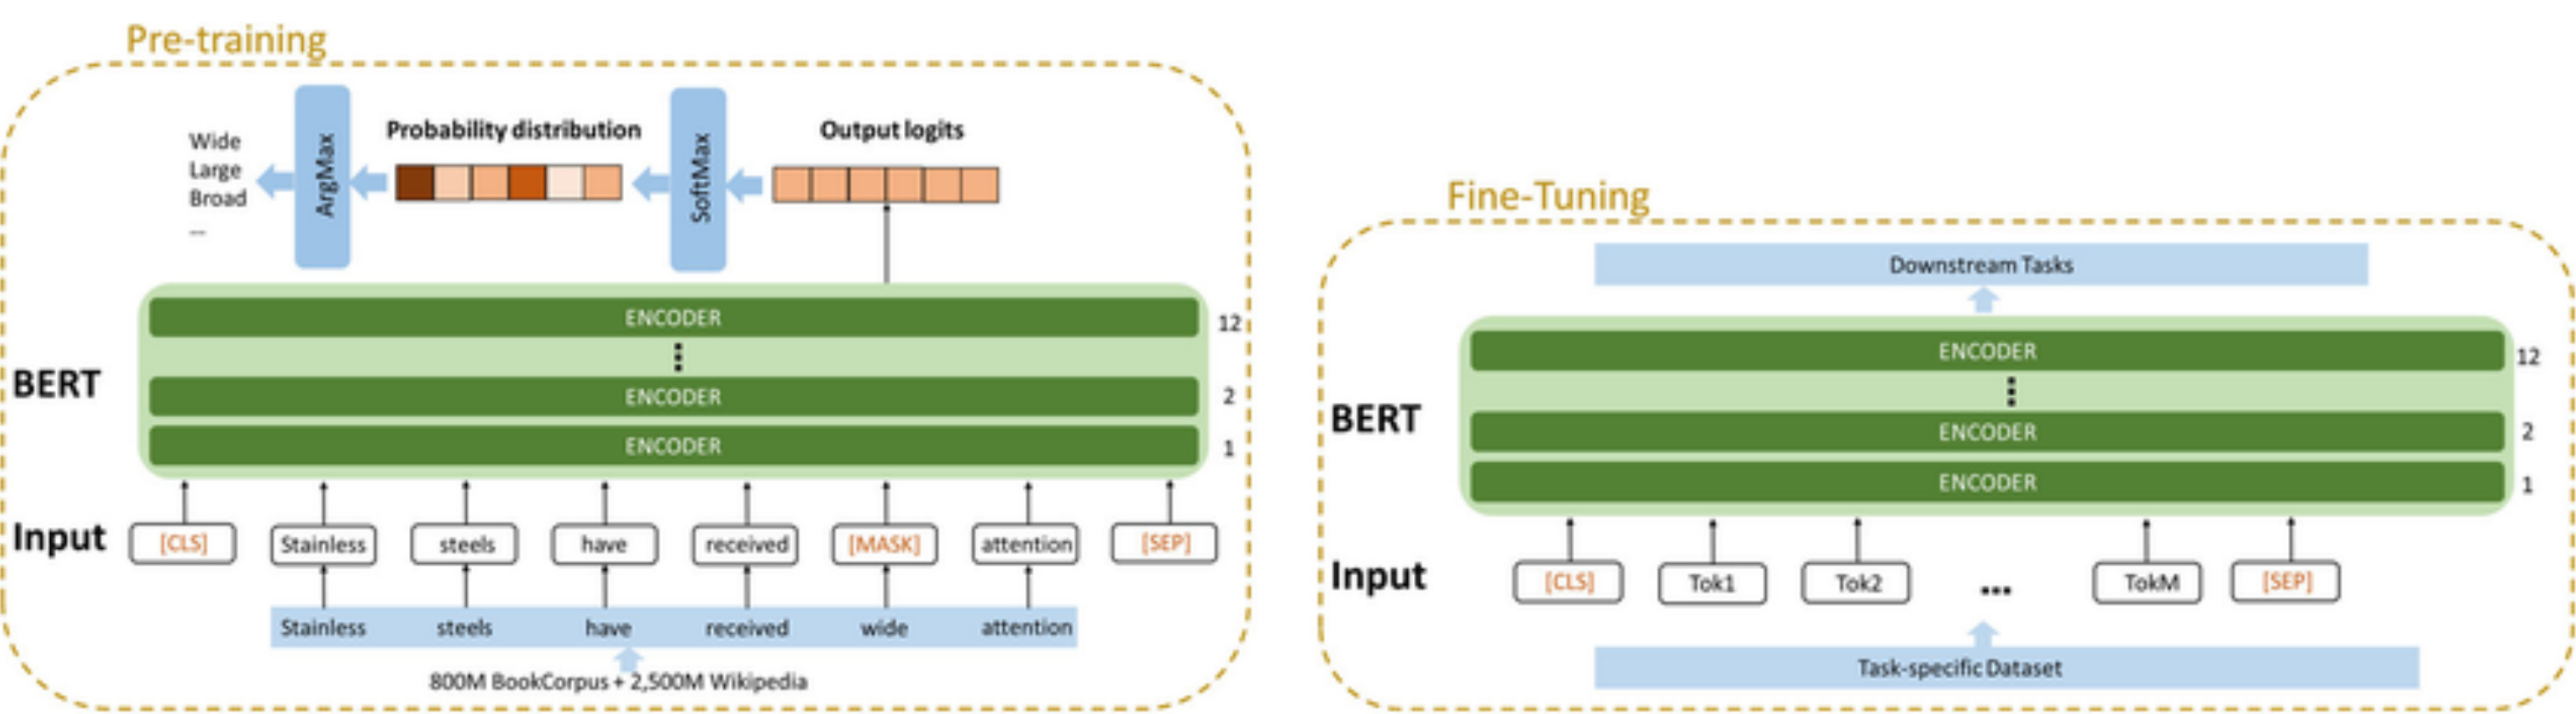 Pre-training
Probability distribution
Output logits
Wide
Large
Broad
...
ArgMax
SoftMax
ENCODER 12
BERT
ENCODER 2
ENCODER 1
Input [CLS] Stainless steels have received [MASK] attention [SEP]
Stainless steels have received wide attention
800M BookCorpus + 2,500M Wikipedia
Fine-Tuning
Downstream Tasks
ENCODER 12
BERT
ENCODER 2
ENCODER 1
Input [CLS] Tok1 Tok2 ... TokM [SEP]
Task-specific Dataset